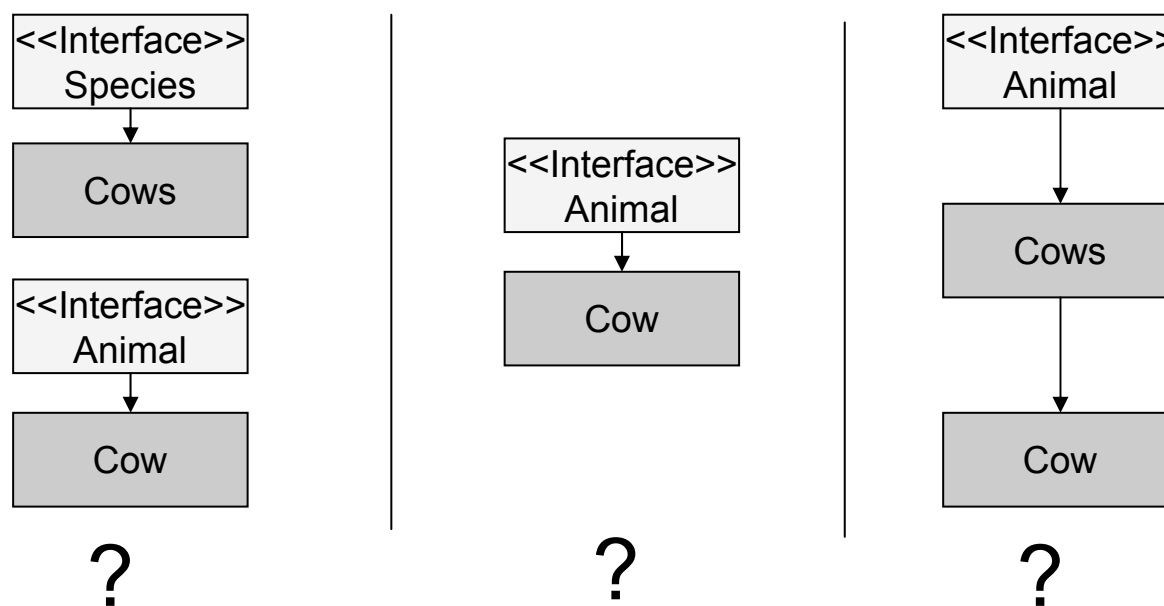 <<Interface>>
Species
Cows
<<Interface>>
Animal
Cow
?
<<Interface>>
Animal
Cow
?
<<Interface>>
Animal
Cows
Cow
?